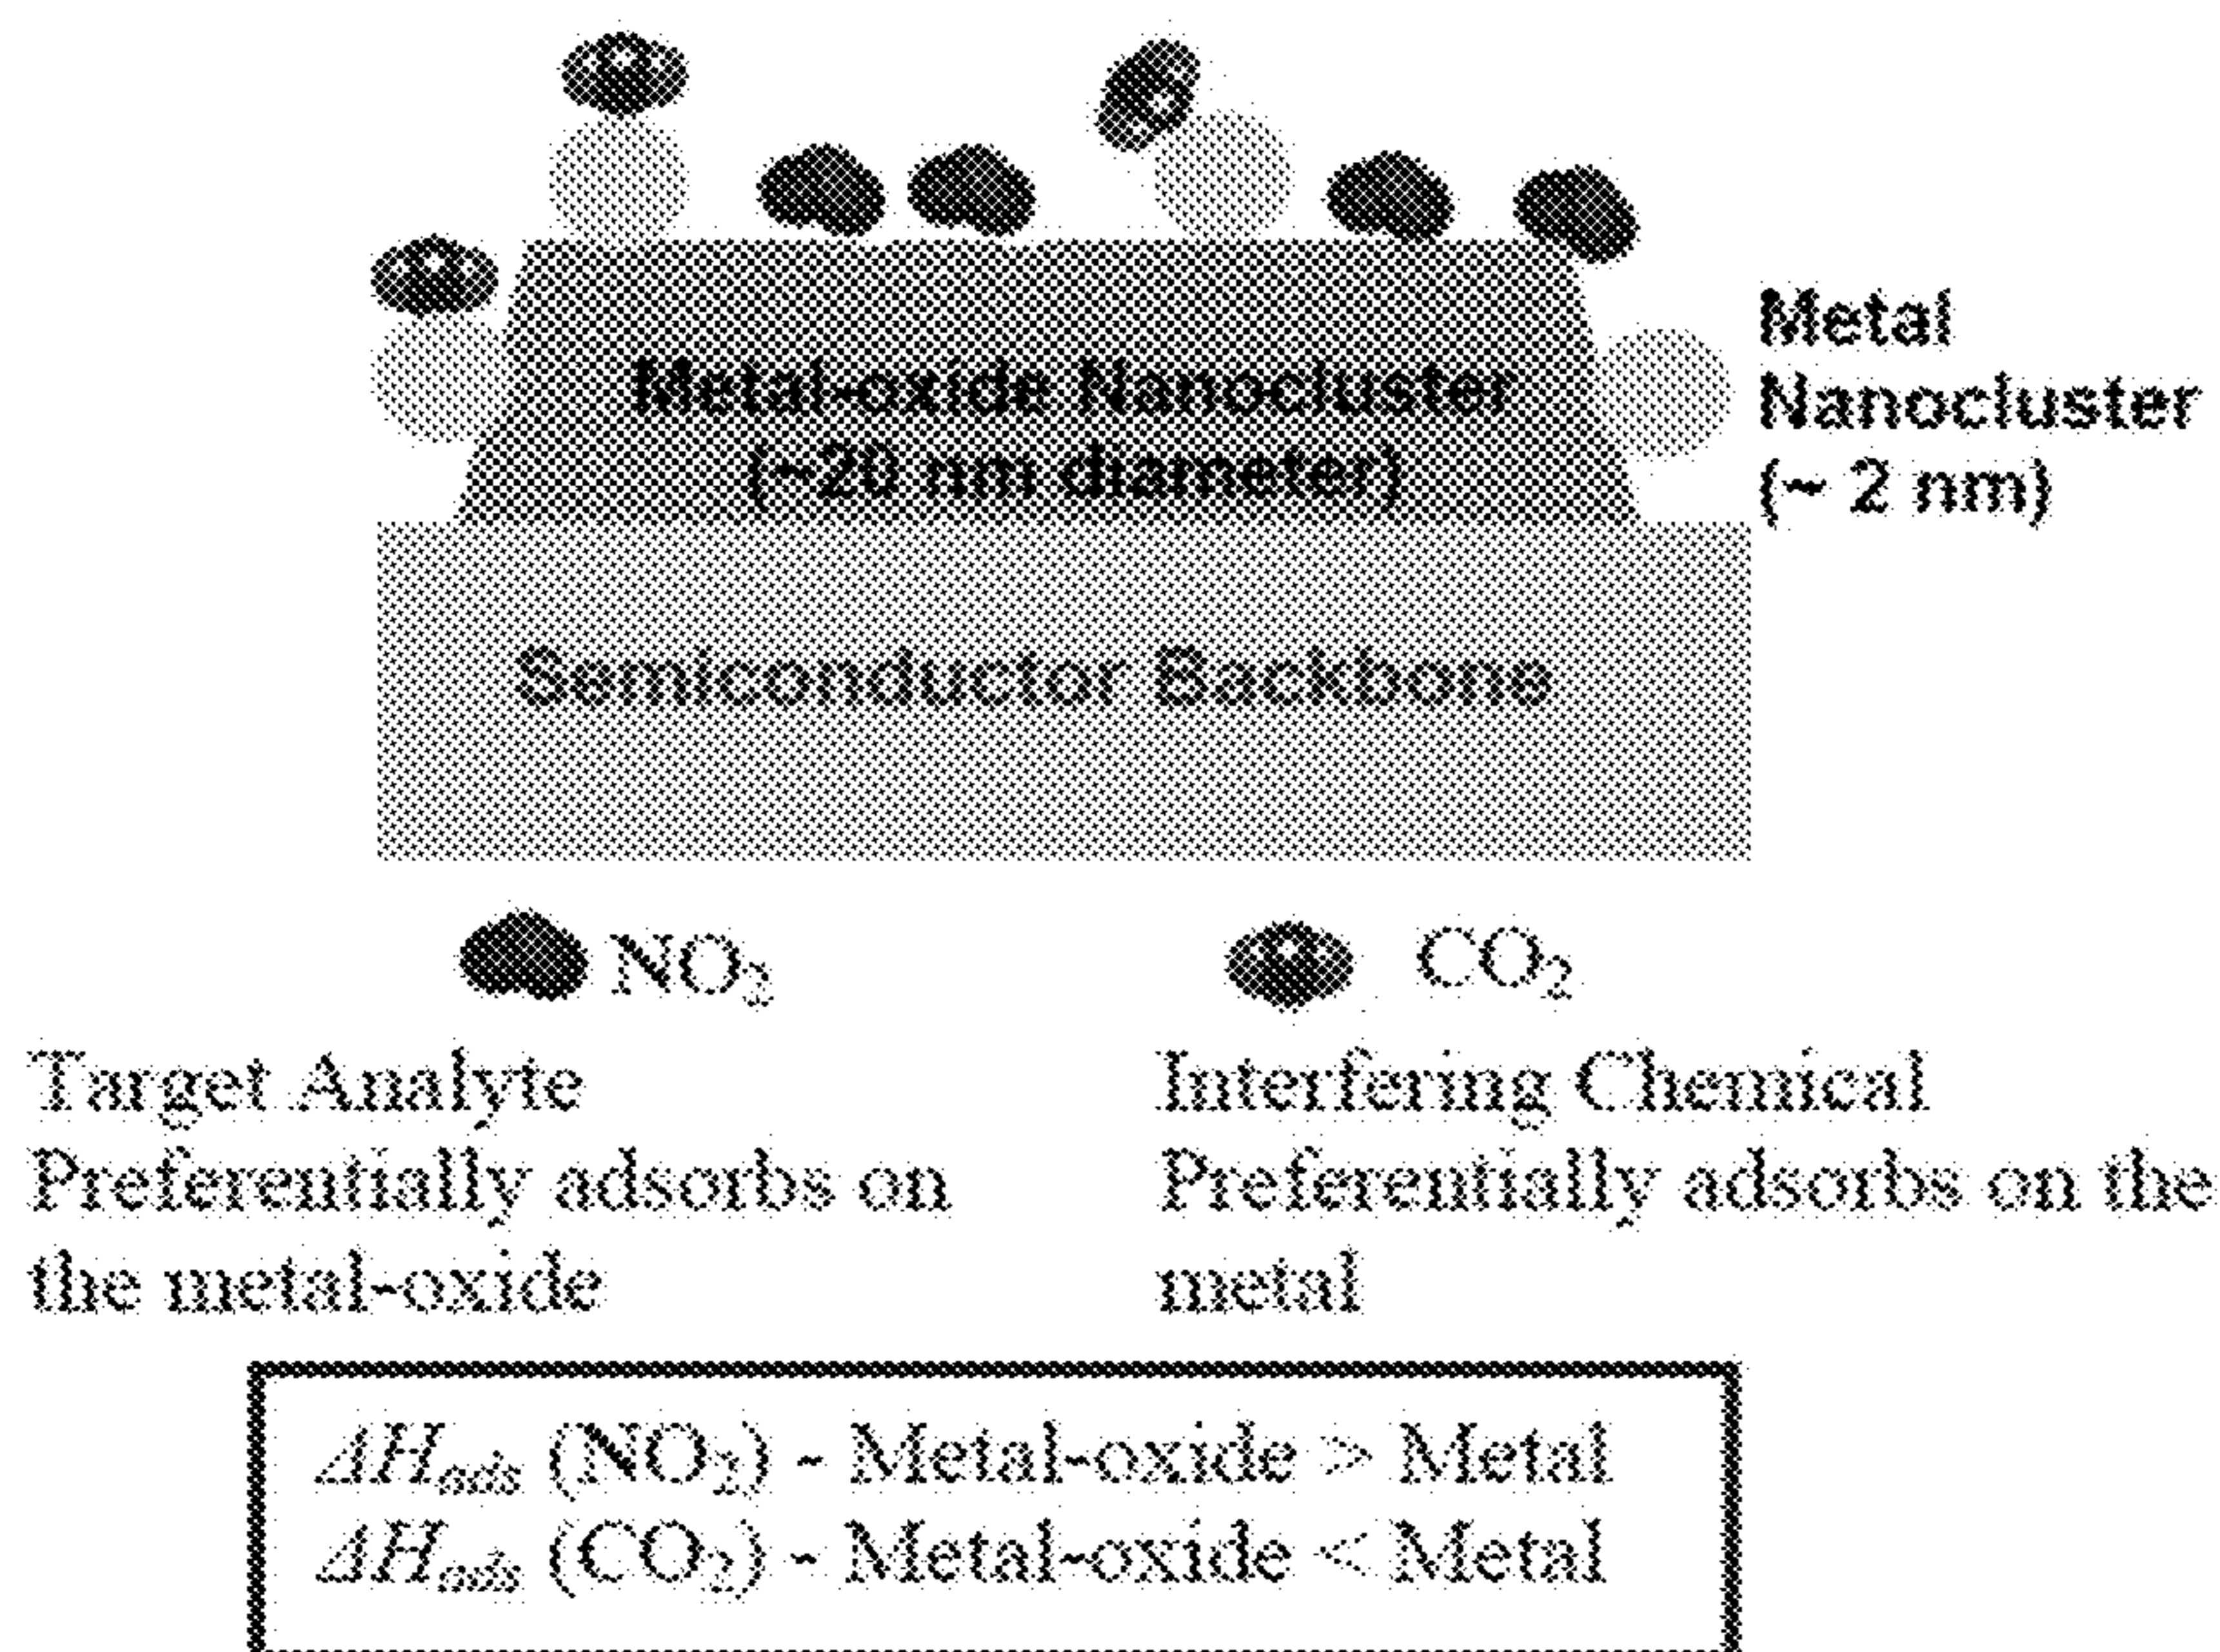 Metal-oxide Nanocluster
(~20 nm diameter)
Metal
Nanocluster
(~ 2 nm)
Semiconductor Backbone
NO₂
CO₂
Target Analyte
Preferentially adsorbs on
the metal-oxide
Interfering Chemical
Preferentially adsorbs on the
metal
ΔHₐdₛ (NO₂) - Metal-oxide > Metal
ΔHₐdₛ (CO₂) - Metal-oxide < Metal